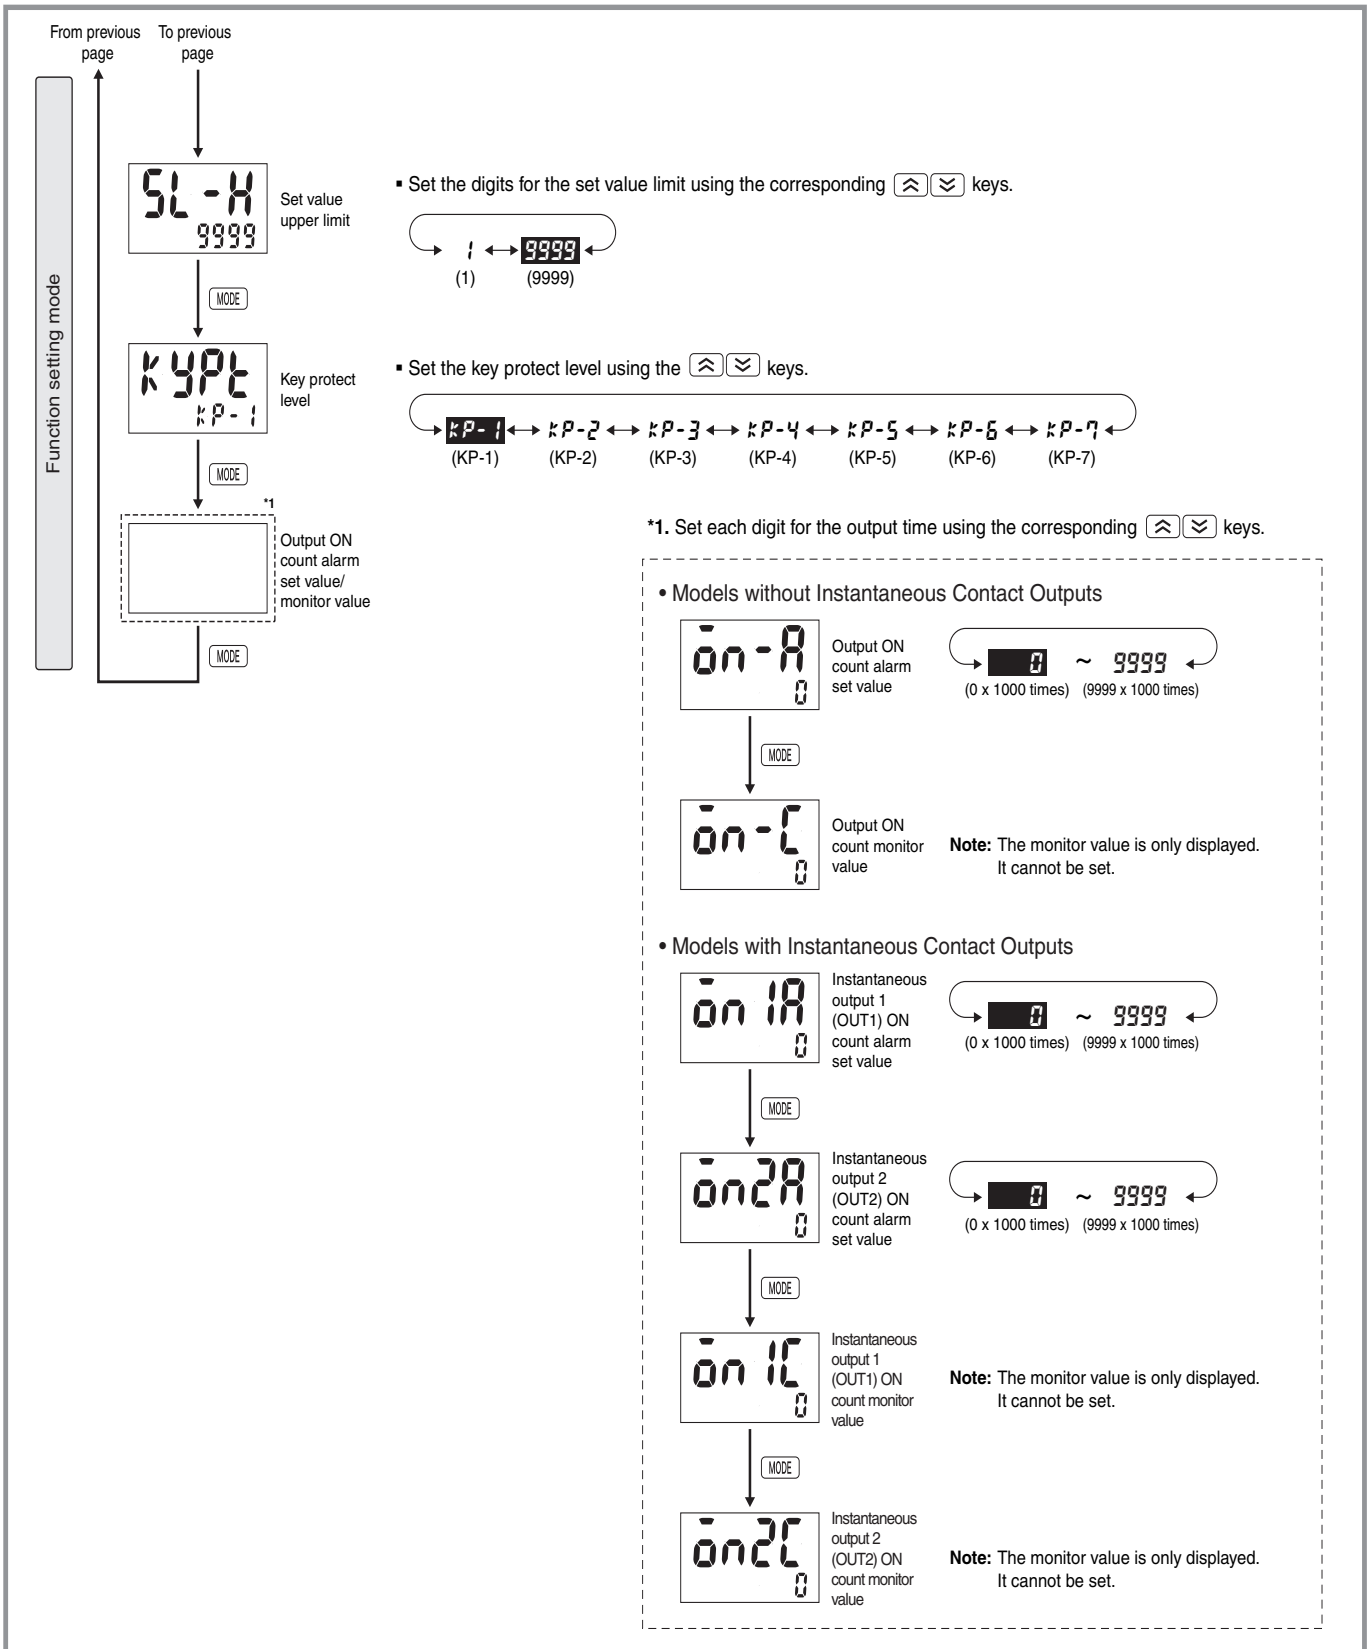 From previous page
To previous page
Function setting mode
SL-H
9999
Set value
upper limit
▪ Set the digits for the set value limit using the corresponding keys.
1 9999
(1) (9999)
MODE
KYPt
KP-1
Key protect
level
▪ Set the key protect level using the keys.
KP-1 KP-2 KP-3 KP-4 KP-5 KP-6 KP-7
(KP-1) (KP-2) (KP-3) (KP-4) (KP-5) (KP-6) (KP-7)
MODE
*1
Output ON
count alarm
set value/
monitor value
MODE
*1. Set each digit for the output time using the corresponding keys.
• Models without Instantaneous Contact Outputs
on-A
0
Output ON
count alarm
set value
0 ~ 9999
(0 x 1000 times) (9999 x 1000 times)
MODE
on-C
0
Output ON
count monitor
value
Note: The monitor value is only displayed.
It cannot be set.
• Models with Instantaneous Contact Outputs
on1A
0
Instantaneous
output 1
(OUT1) ON
count alarm
set value
0 ~ 9999
(0 x 1000 times) (9999 x 1000 times)
MODE
on2A
0
Instantaneous
output 2
(OUT2) ON
count alarm
set value
0 ~ 9999
(0 x 1000 times) (9999 x 1000 times)
MODE
on1C
0
Instantaneous
output 1
(OUT1) ON
count monitor
value
Note: The monitor value is only displayed.
It cannot be set.
MODE
on2C
0
Instantaneous
output 2
(OUT2) ON
count monitor
value
Note: The monitor value is only displayed.
It cannot be set.